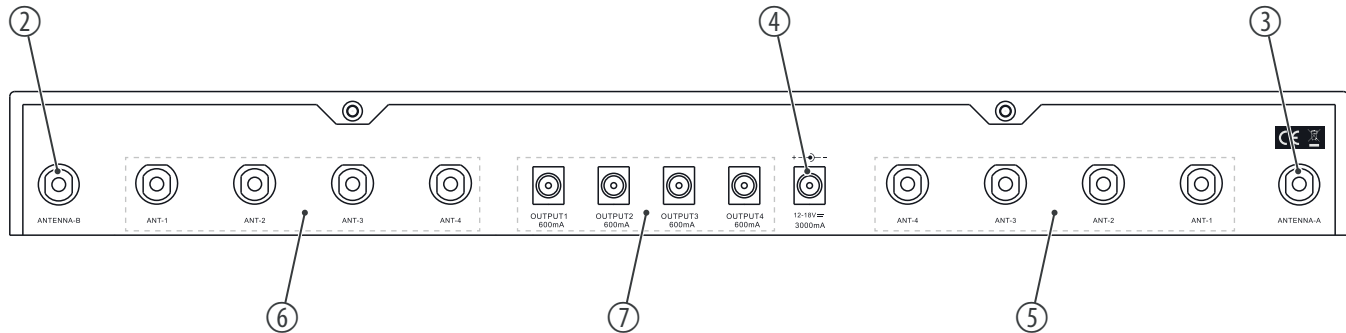 ② ④ ③
CE
ANTENNA-B ANT-1 ANT-2 ANT-3 ANT-4
OUTPUT1 OUTPUT2 OUTPUT3 OUTPUT4
600mA 600mA 600mA 600mA
+ -
12-18V⎓
3000mA
ANT-4 ANT-3 ANT-2 ANT-1 ANTENNA-A
⑥ ⑦ ⑤